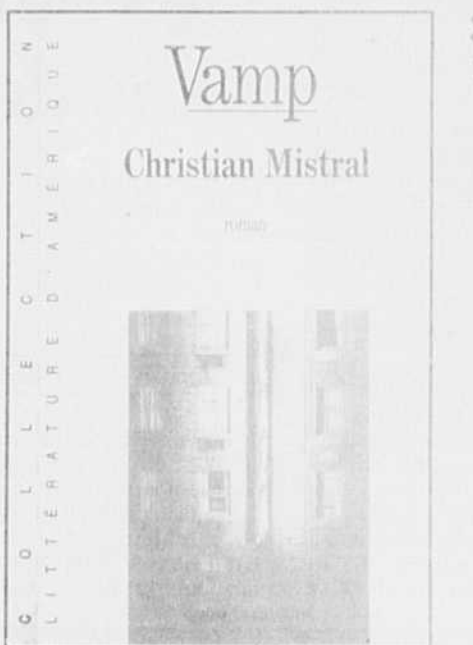 COLLECTION
LITTÉRATURE D'AMÉRIQUE
Vamp
Christian Mistral
roman